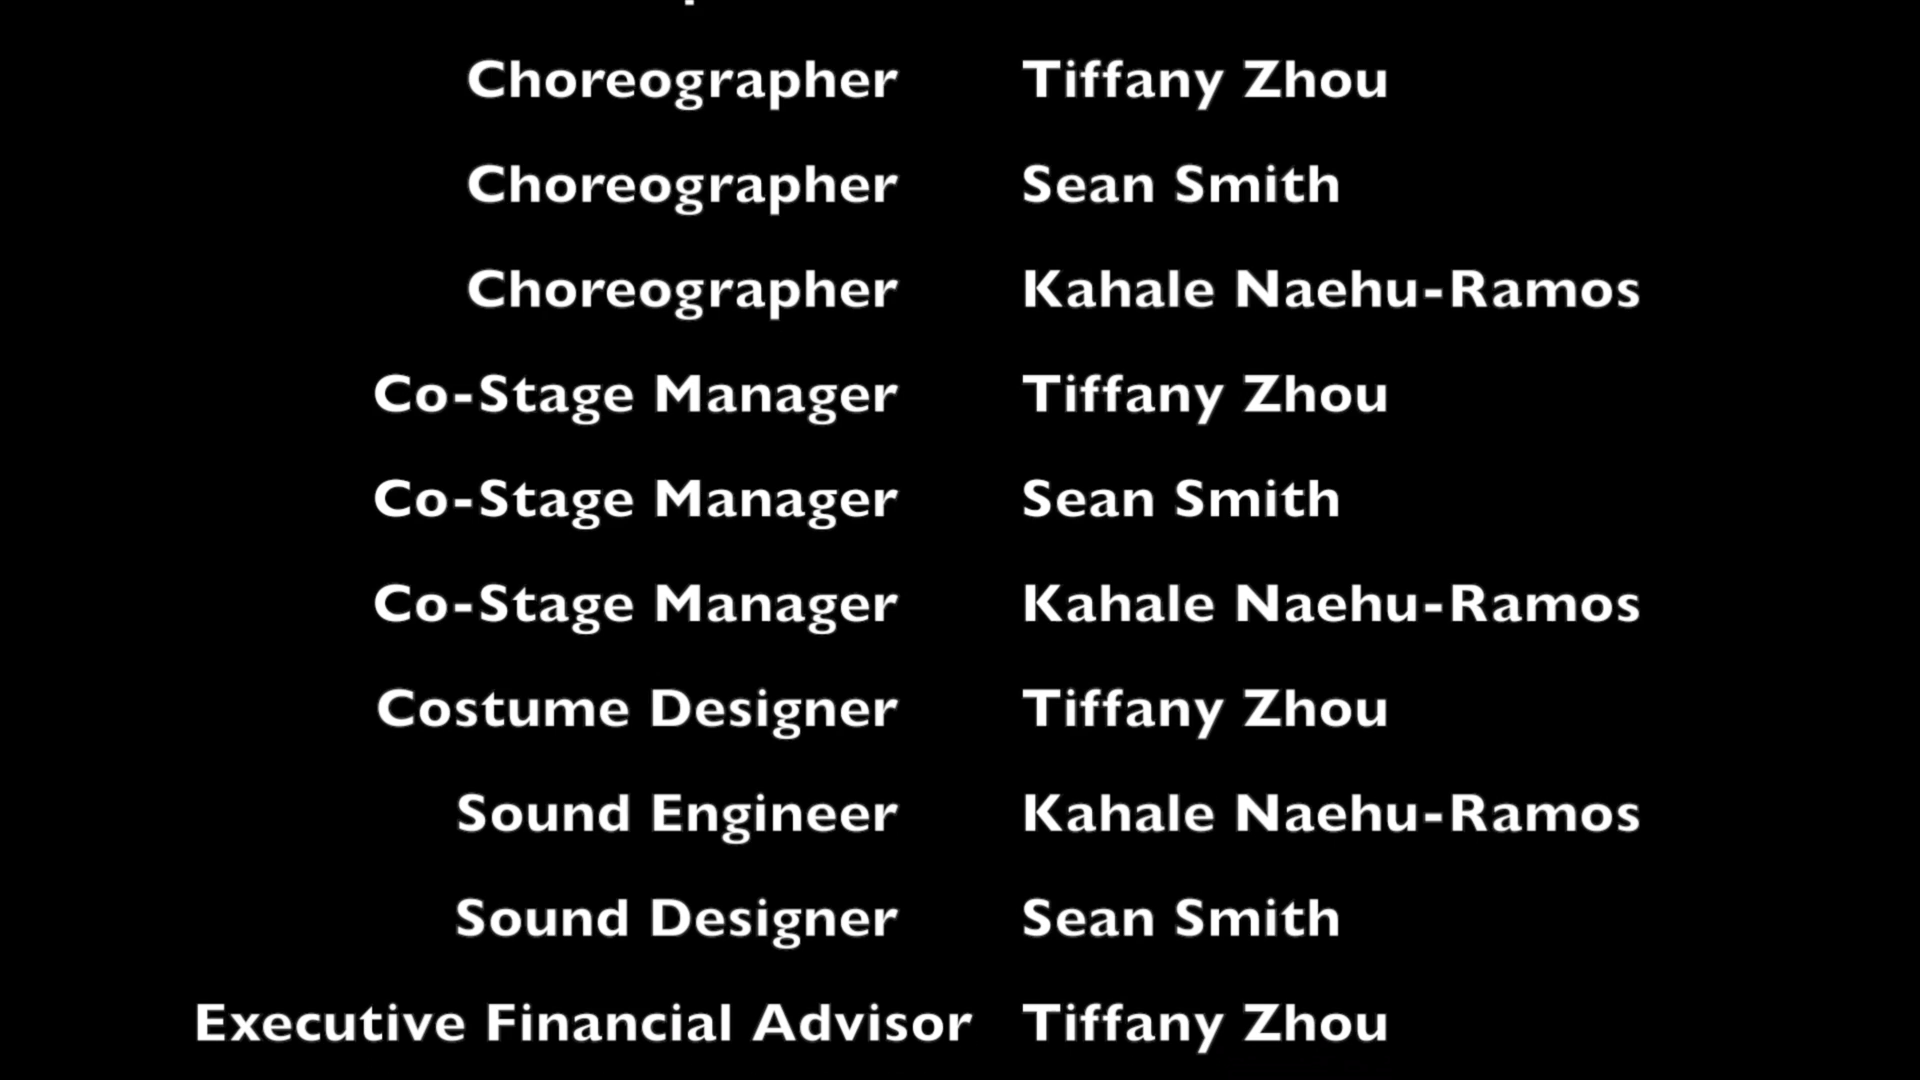 Choreographer Tiffany Zhou
Choreographer Sean Smith
Choreographer Kahale Naehu-Ramos
Co-Stage Manager Tiffany Zhou
Co-Stage Manager Sean Smith
Co-Stage Manager Kahale Naehu-Ramos
Costume Designer Tiffany Zhou
Sound Engineer Kahale Naehu-Ramos
Sound Designer Sean Smith
Executive Financial Advisor Tiffany Zhou